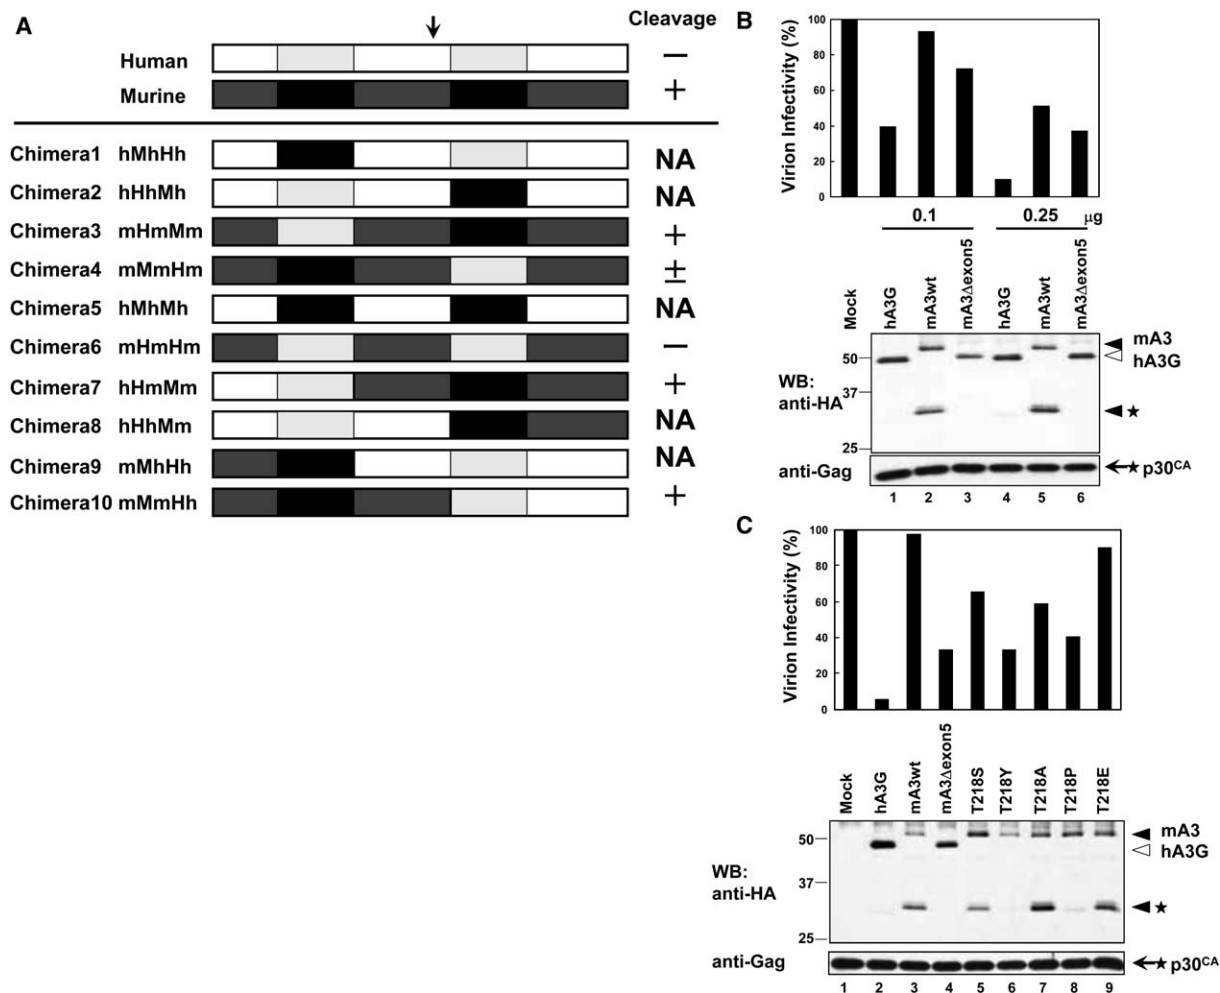 A
Cleavage
Human −
Murine +
Chimera1 hMhHh NA
Chimera2 hHhMh NA
Chimera3 mHmMm +
Chimera4 mMmHm ±
Chimera5 hMhMh NA
Chimera6 mHmHm −
Chimera7 hHmMm +
Chimera8 hHhMm NA
Chimera9 mMhHh NA
Chimera10 mMmHh +
B
Virion Infectivity (%)
100
80
60
40
20
0
0.1 0.25 µg
Mock hA3G mA3wt mA3Δexon5 hA3G mA3wt mA3Δexon5
WB:
anti-HA
50
37
25
mA3
hA3G
★
anti-Gag ★ p30CA
1 2 3 4 5 6
C
Virion Infectivity (%)
100
80
60
40
20
0
Mock hA3G mA3wt mA3Δexon5 T218S T218Y T218A T218P T218E
WB:
anti-HA
50
37
25
mA3
hA3G
★
anti-Gag ★ p30CA
1 2 3 4 5 6 7 8 9